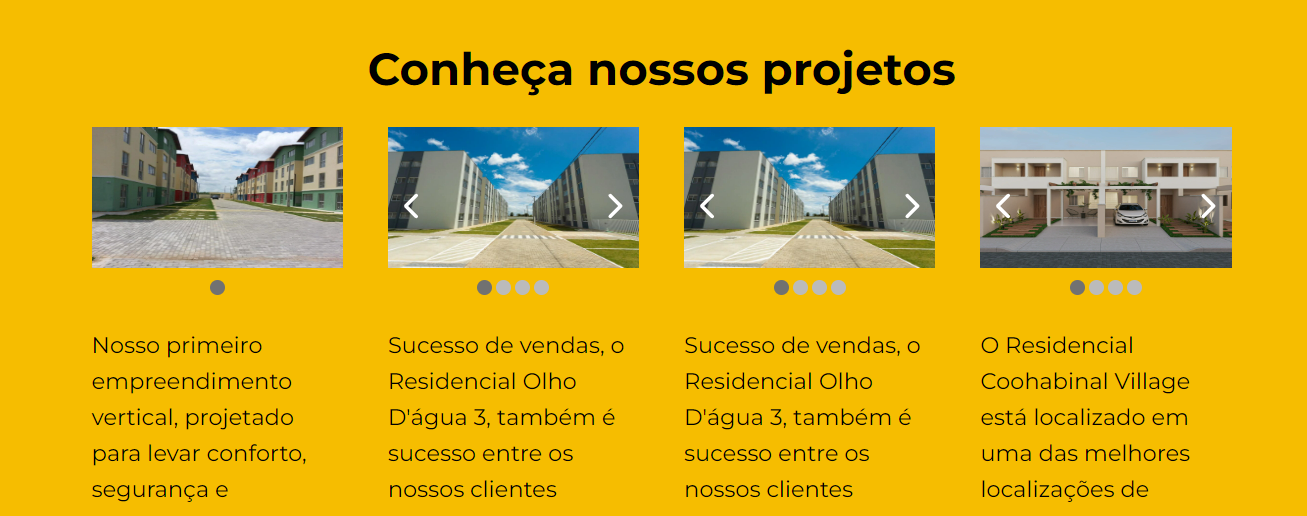 Conheça nossos projetos
Nosso primeiro
empreendimento
vertical, projetado
para levar conforto,
segurança e
Sucesso de vendas, o
Residencial Olho
D'água 3, também é
sucesso entre os
nossos clientes
Sucesso de vendas, o
Residencial Olho
D'água 3, também é
sucesso entre os
nossos clientes
O Residencial
Coohabinal Village
está localizado em
uma das melhores
localizações de